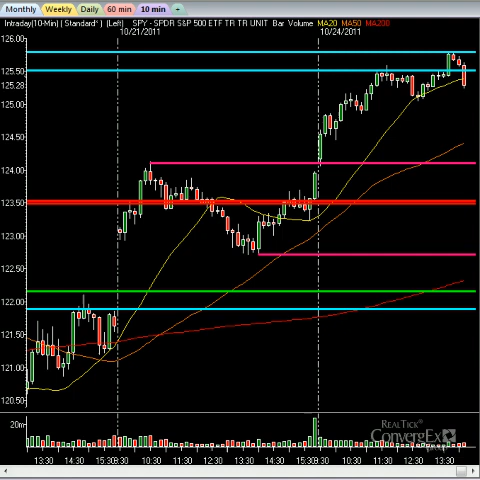 Monthly Weekly Daily 60 min 10 min +
Intraday(10-Min) ( Standard* ) (Left) SPY - SPDR S&P 500 ETF TR TR UNIT Bar Volume MA20 MA50 MA200
10/21/2011 10/24/2011
126.00
125.50
125.28
125.00
124.50
124.00
123.50
123.00
122.50
122.00
121.50
121.00
120.50
20m
REALTICK®
ConvergEx
13:30 14:30 15:30 9:30 10:30 11:30 12:30 13:30 14:30 15:30 9:30 10:30 11:30 12:30 13:30